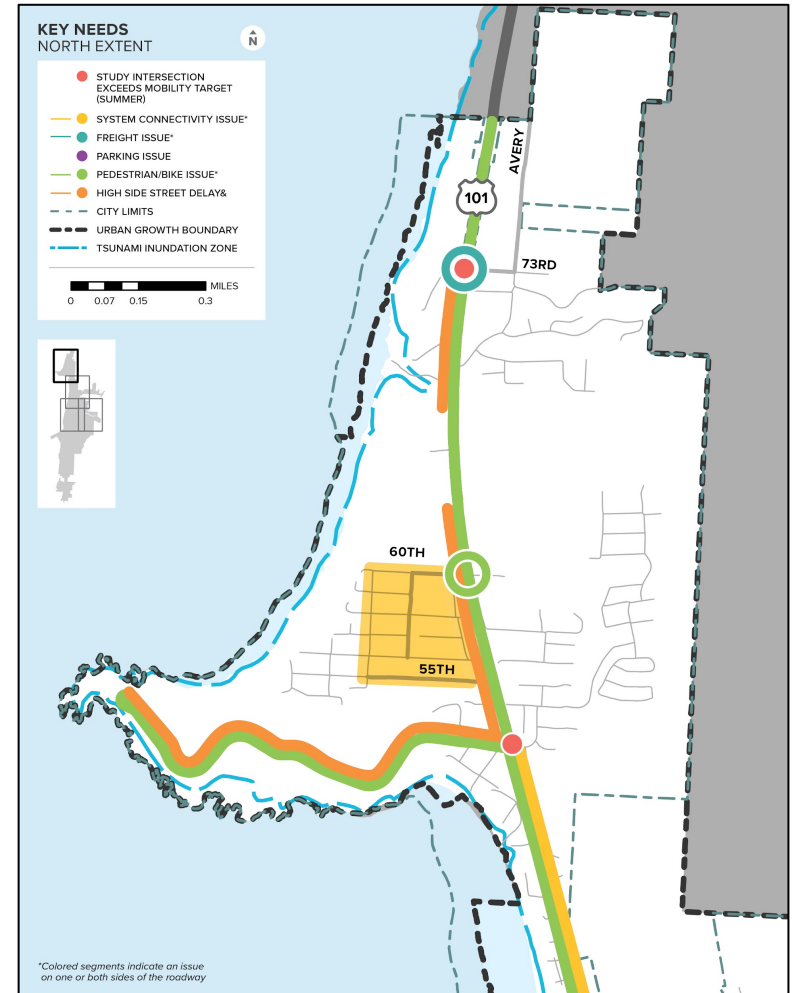 KEY NEEDS
NORTH EXTENT
N
STUDY INTERSECTION
EXCEEDS MOBILITY TARGET
(SUMMER)
SYSTEM CONNECTIVITY ISSUE*
FREIGHT ISSUE*
PARKING ISSUE
PEDESTRIAN/BIKE ISSUE*
HIGH SIDE STREET DELAY&
CITY LIMITS
URBAN GROWTH BOUNDARY
TSUNAMI INUNDATION ZONE
MILES
0 0.07 0.15 0.3
AVERY
101
73RD
60TH
55TH
*Colored segments indicate an issue
on one or both sides of the roadway